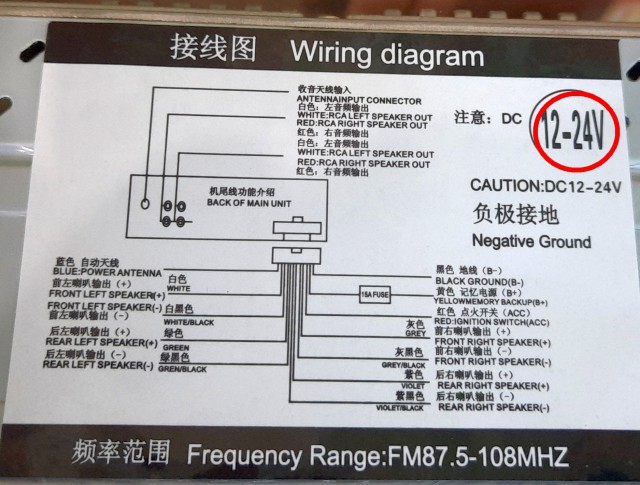 接线图 Wiring diagram
收音天线输入
ANTENNAINPUT CONNECTOR
白色：左音频输出
WHITE:RCA LEFT SPEAKER OUT
RED:RCA RIGHT SPEAKER OUT
红色：右音频输出
白色：左音频输出
WHITE:RCA LEFT SPEAKER OUT
RED:RCA RIGHT SPEAKER OUT
红色：右音频输出
注意：DC 12-24V
CAUTION:DC12-24V
负极接地
Negative Ground
机尾线功能介绍
BACK OF MAIN UNIT
蓝色 自动天线
BLUE:POWER ANTENNA
前左喇叭输出（+） 白色
FRONT LEFT SPEAKER(+) WHITE
FRONT LEFT SPEAKER(-) 白黑色
前左喇叭输出（-） WHITE/BLACK
后左喇叭输出（+） 绿色
REAR LEFT SPEAKER(+) GREEN
后左喇叭输出（-） 绿黑色
REAR LEFT SPEAKER(-) GREN/BLACK
黑色 地线（B-）
BLACK GROUND(B-)
15A FUSE 黄色 记忆电源（B+）
YELLOWMEMORY BACKUP(B+)
红色 点火开关（ACC）
RED:IGNITION SWITCH(ACC)
灰色 前右喇叭输出（+）
GREY FRONT RIGHT SPEAKER(+)
灰黑色 前右喇叭输出（-）
GREY/BLACK FRONT RIGHT SPEAKER(-)
紫色 后右喇叭输出（+）
VIOLET REAR RIGHT SPEAKER(+)
紫黑色 后右喇叭输出（-）
VIOLET/BLACK REAR RIGHT SPEAKER(-)
频率范围 Frequency Range:FM87.5-108MHZ